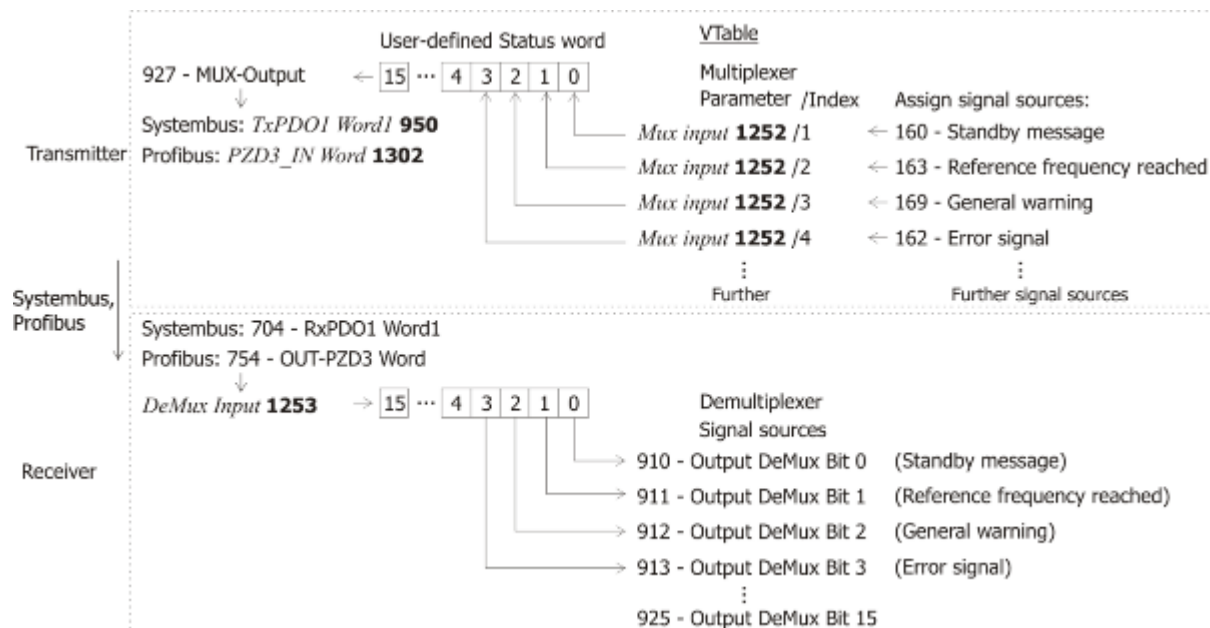 User-defined Status word
VTable
927 - MUX-Output ← 15 ··· 4 3 2 1 0
Multiplexer
Parameter /Index
Assign signal sources:
Systembus: TxPDO1 Word1 950
Profibus: PZD3_IN Word 1302
Transmitter
Mux input 1252 /1 ← 160 - Standby message
Mux input 1252 /2 ← 163 - Reference frequency reached
Mux input 1252 /3 ← 169 - General warning
Mux input 1252 /4 ← 162 - Error signal
Further
Further signal sources
Systembus,
Profibus
Systembus: 704 - RxPDO1 Word1
Profibus: 754 - OUT-PZD3 Word
DeMux Input 1253 → 15 ··· 4 3 2 1 0
Demultiplexer
Signal sources
Receiver
910 - Output DeMux Bit 0 (Standby message)
911 - Output DeMux Bit 1 (Reference frequency reached)
912 - Output DeMux Bit 2 (General warning)
913 - Output DeMux Bit 3 (Error signal)
925 - Output DeMux Bit 15